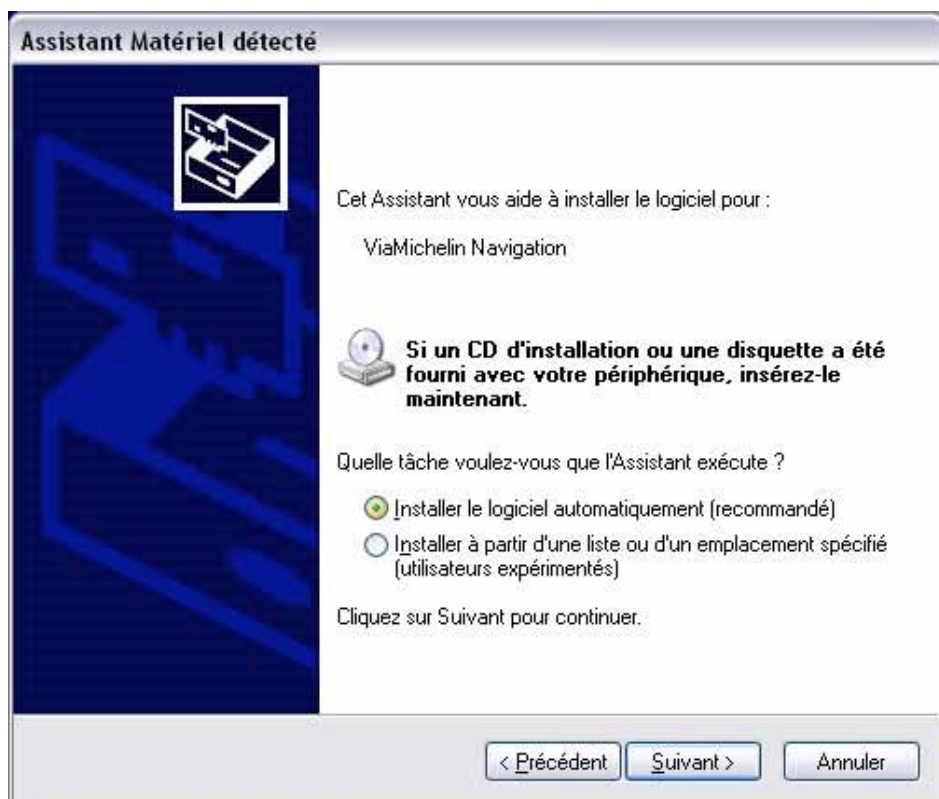 Assistant Matériel détecté
Cet Assistant vous aide à installer le logiciel pour :
ViaMichelin Navigation
Si un CD d'installation ou une disquette a été
fourni avec votre périphérique, insérez-le
maintenant.
Quelle tâche voulez-vous que l'Assistant exécute ?
Installer le logiciel automatiquement (recommandé)
Installer à partir d'une liste ou d'un emplacement spécifié
(utilisateurs expérimentés)
Cliquez sur Suivant pour continuer.
< Précédent Suivant > Annuler